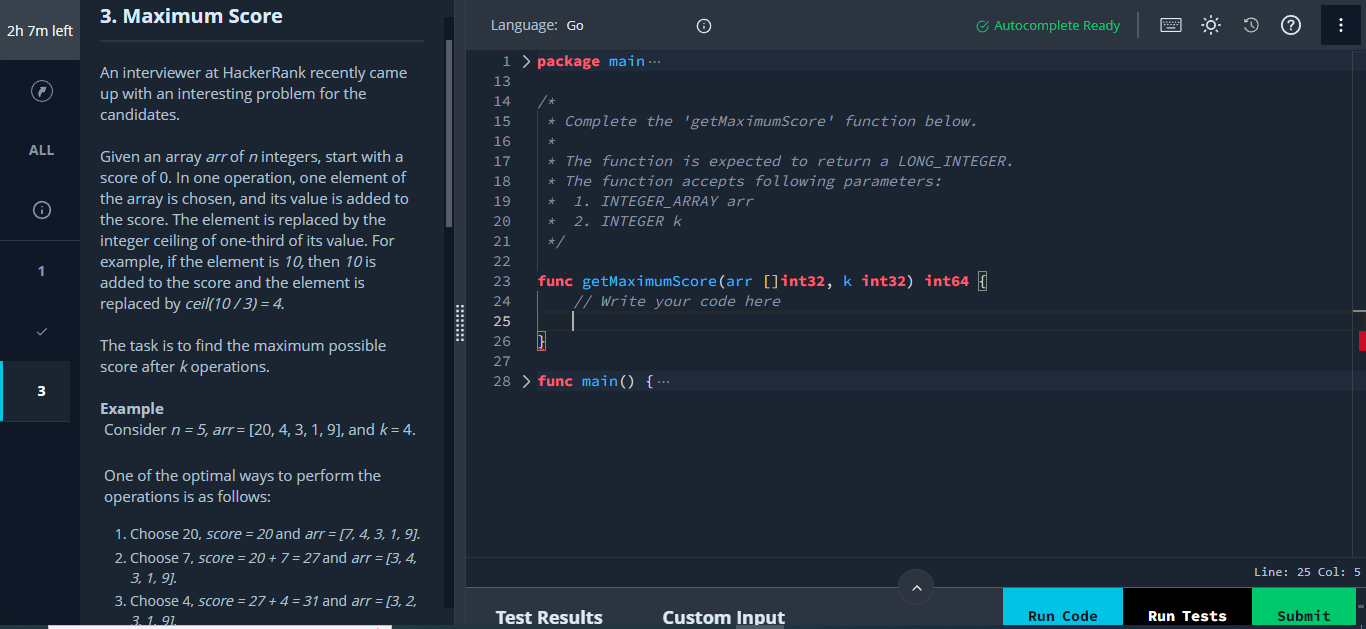 2h 7m left
ALL
1
3
3. Maximum Score
An interviewer at HackerRank recently came
up with an interesting problem for the
candidates.
Given an array arr of n integers, start with a
score of 0. In one operation, one element of
the array is chosen, and its value is added to
the score. The element is replaced by the
integer ceiling of one-third of its value. For
example, if the element is 10, then 10 is
added to the score and the element is
replaced by ceil(10 / 3) = 4.
The task is to find the maximum possible
score after k operations.
Example
Consider n = 5, arr = [20, 4, 3, 1, 9], and k = 4.
One of the optimal ways to perform the
operations is as follows:
1. Choose 20, score = 20 and arr = [7, 4, 3, 1, 9].
2. Choose 7, score = 20 + 7 = 27 and arr = [3, 4,
3, 1, 9].
3. Choose 4, score = 27 + 4 = 31 and arr = [3, 2,
3, 1, 9].
Language: Go
Autocomplete Ready
1 package main ...
13
14 /*
15 * Complete the 'getMaximumScore' function below.
16 *
17 * The function is expected to return a LONG_INTEGER.
18 * The function accepts following parameters:
19 * 1. INTEGER_ARRAY arr
20 * 2. INTEGER k
21 */
22
23 func getMaximumScore(arr []int32, k int32) int64 {
24 // Write your code here
25
26 }
27
28 func main() { ...
Line: 25 Col: 5
Test Results
Custom Input
Run Code
Run Tests
Submit